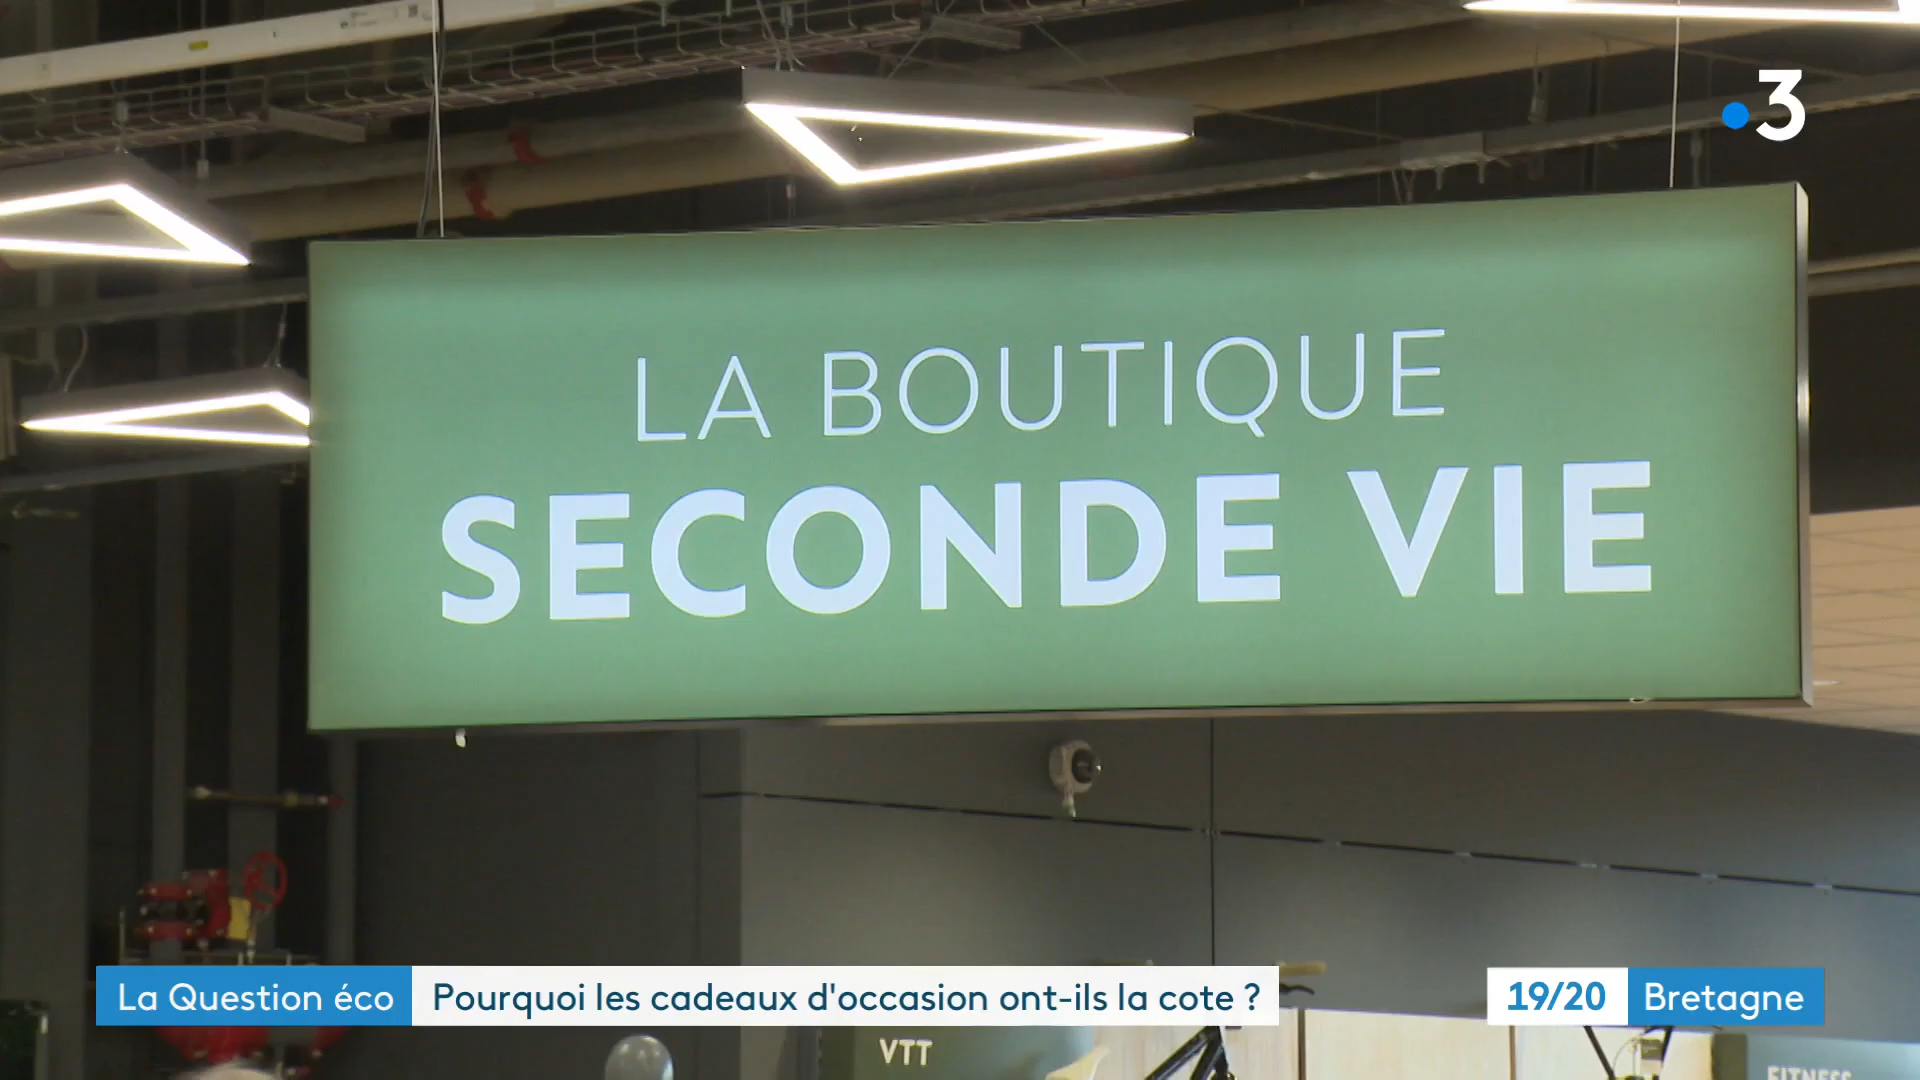 3
LA BOUTIQUE
SECONDE VIE
La Question éco Pourquoi les cadeaux d'occasion ont-ils la cote ? 19/20 Bretagne
VTT
FITNESS